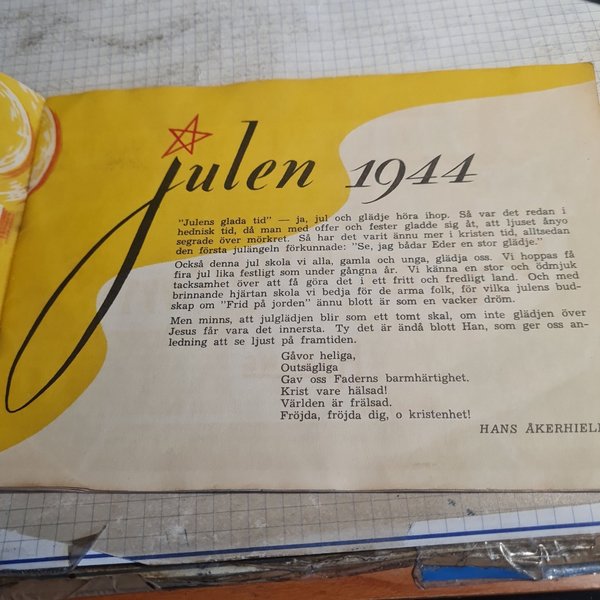 julen 1944
"Julens glada tid" — ja, jul och glädje höra ihop. Så var det redan i
hednisk tid, då man med offer och fester gladde sig åt, att ljuset ånyo
segrade över mörkret. Så har det varit ännu mer i kristen tid, alltsedan
den första julängeln förkunnade: "Se, jag bådar Eder en stor glädje."
Också denna jul skola vi alla, gamla och unga, glädja oss. Vi hoppas få
fira jul lika festligt som under gångna år. Vi känna en stor och ödmjuk
tacksamhet över att få göra det i ett fritt och fredligt land. Och med
brinnande hjärtan skola vi bedja för de arma folk, för vilka julens bud-
skap om "Frid på jorden" ännu blott är som en vacker dröm.
Men minns, att julglädjen blir som ett tomt skal, om inte glädjen över
Jesus får vara det innersta. Ty det är ändå blott Han, som ger oss an-
ledning att se ljust på framtiden.
Gåvor heliga,
Outsägliga
Gav oss Faderns barmhärtighet.
Krist vare hälsad!
Världen är frälsad.
Fröjda, fröjda dig, o kristenhet!
HANS ÅKERHIEL